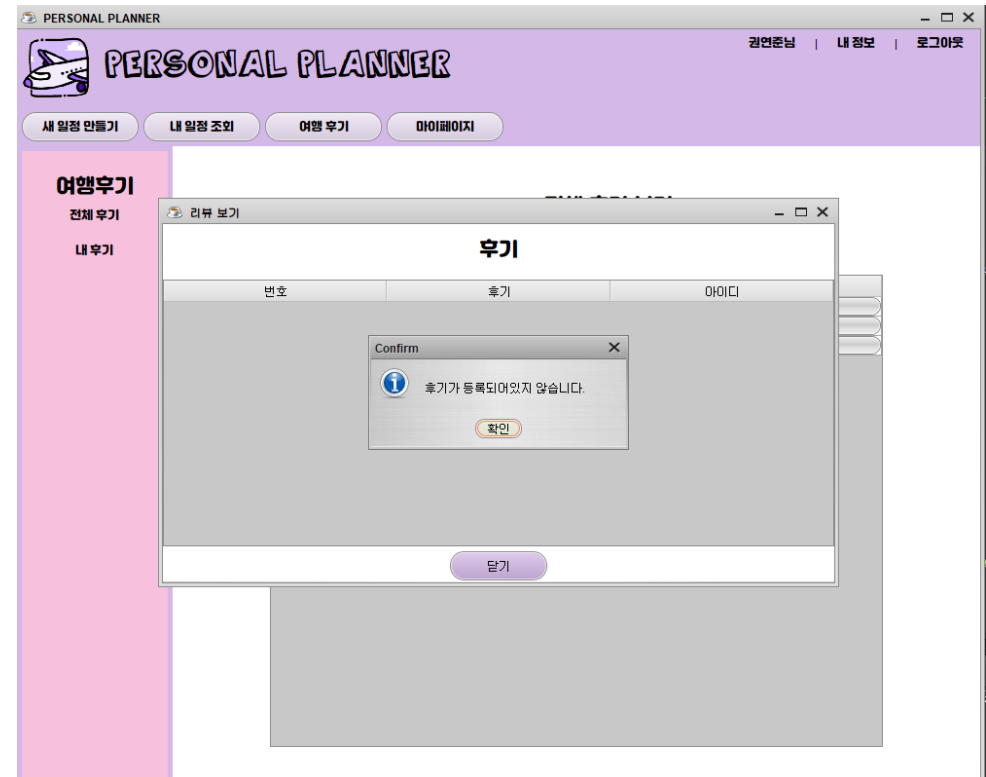 PERSONAL PLANNER
권연준님 | 내 정보 | 로그아웃
PERSONAL PLANNER
새 일정 만들기 내 일정 조회 여행 후기 마이페이지
여행후기
전체 후기
내 후기
리뷰 보기
후기
번호 후기 아이디
Confirm
후기가 등록되어있지 않습니다.
확인
닫기